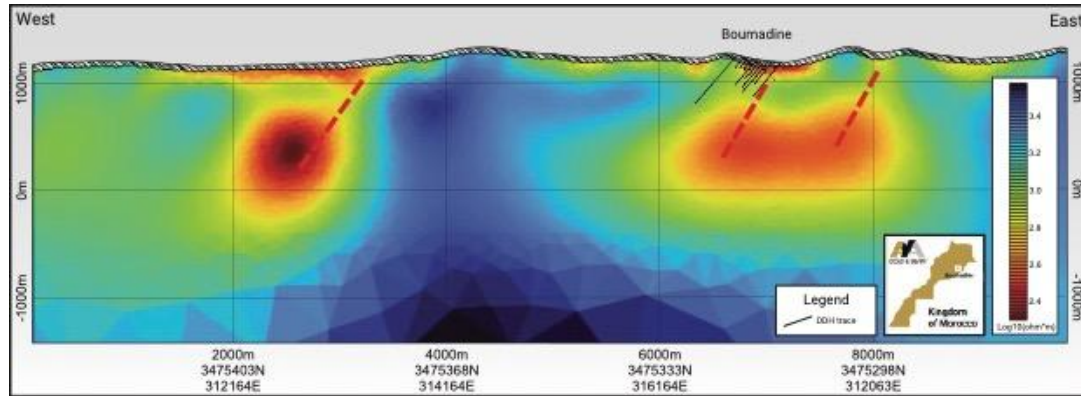 West
East
Boumadine
1000m
0m
-1000m
1000m
0m
-1000m
3.4
3.2
3.0
2.8
2.6
2.4
Log10(ohm*m)
Boumadine
Kingdom
of Morocco
Legend
DDH trace
2000m
3475403N
312164E
4000m
3475368N
314164E
6000m
3475333N
316164E
8000m
3475298N
312063E